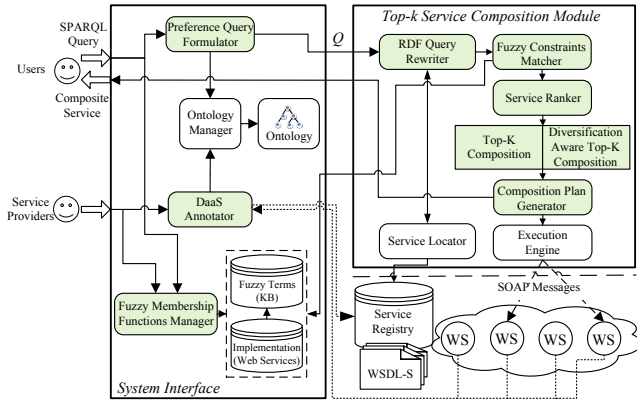 SPARQL
Query
Users
Composite
Service
Service
Providers
Preference Query
Formulator
Ontology
Manager
Ontology
DaaS
Annotator
Fuzzy Membership
Functions Manager
Fuzzy Terms
(KB)
Implementation
(Web Services)
System Interface
Q
Top-k Service Composition Module
RDF Query
Rewriter
Fuzzy Constraints
Matcher
Service Ranker
Top-K
Composition
Diversification
Aware Top-K
Composition
Composition Plan
Generator
Service Locator
Execution
Engine
SOAP Messages
Service
Registry
WSDL-S
WS
WS
WS
WS